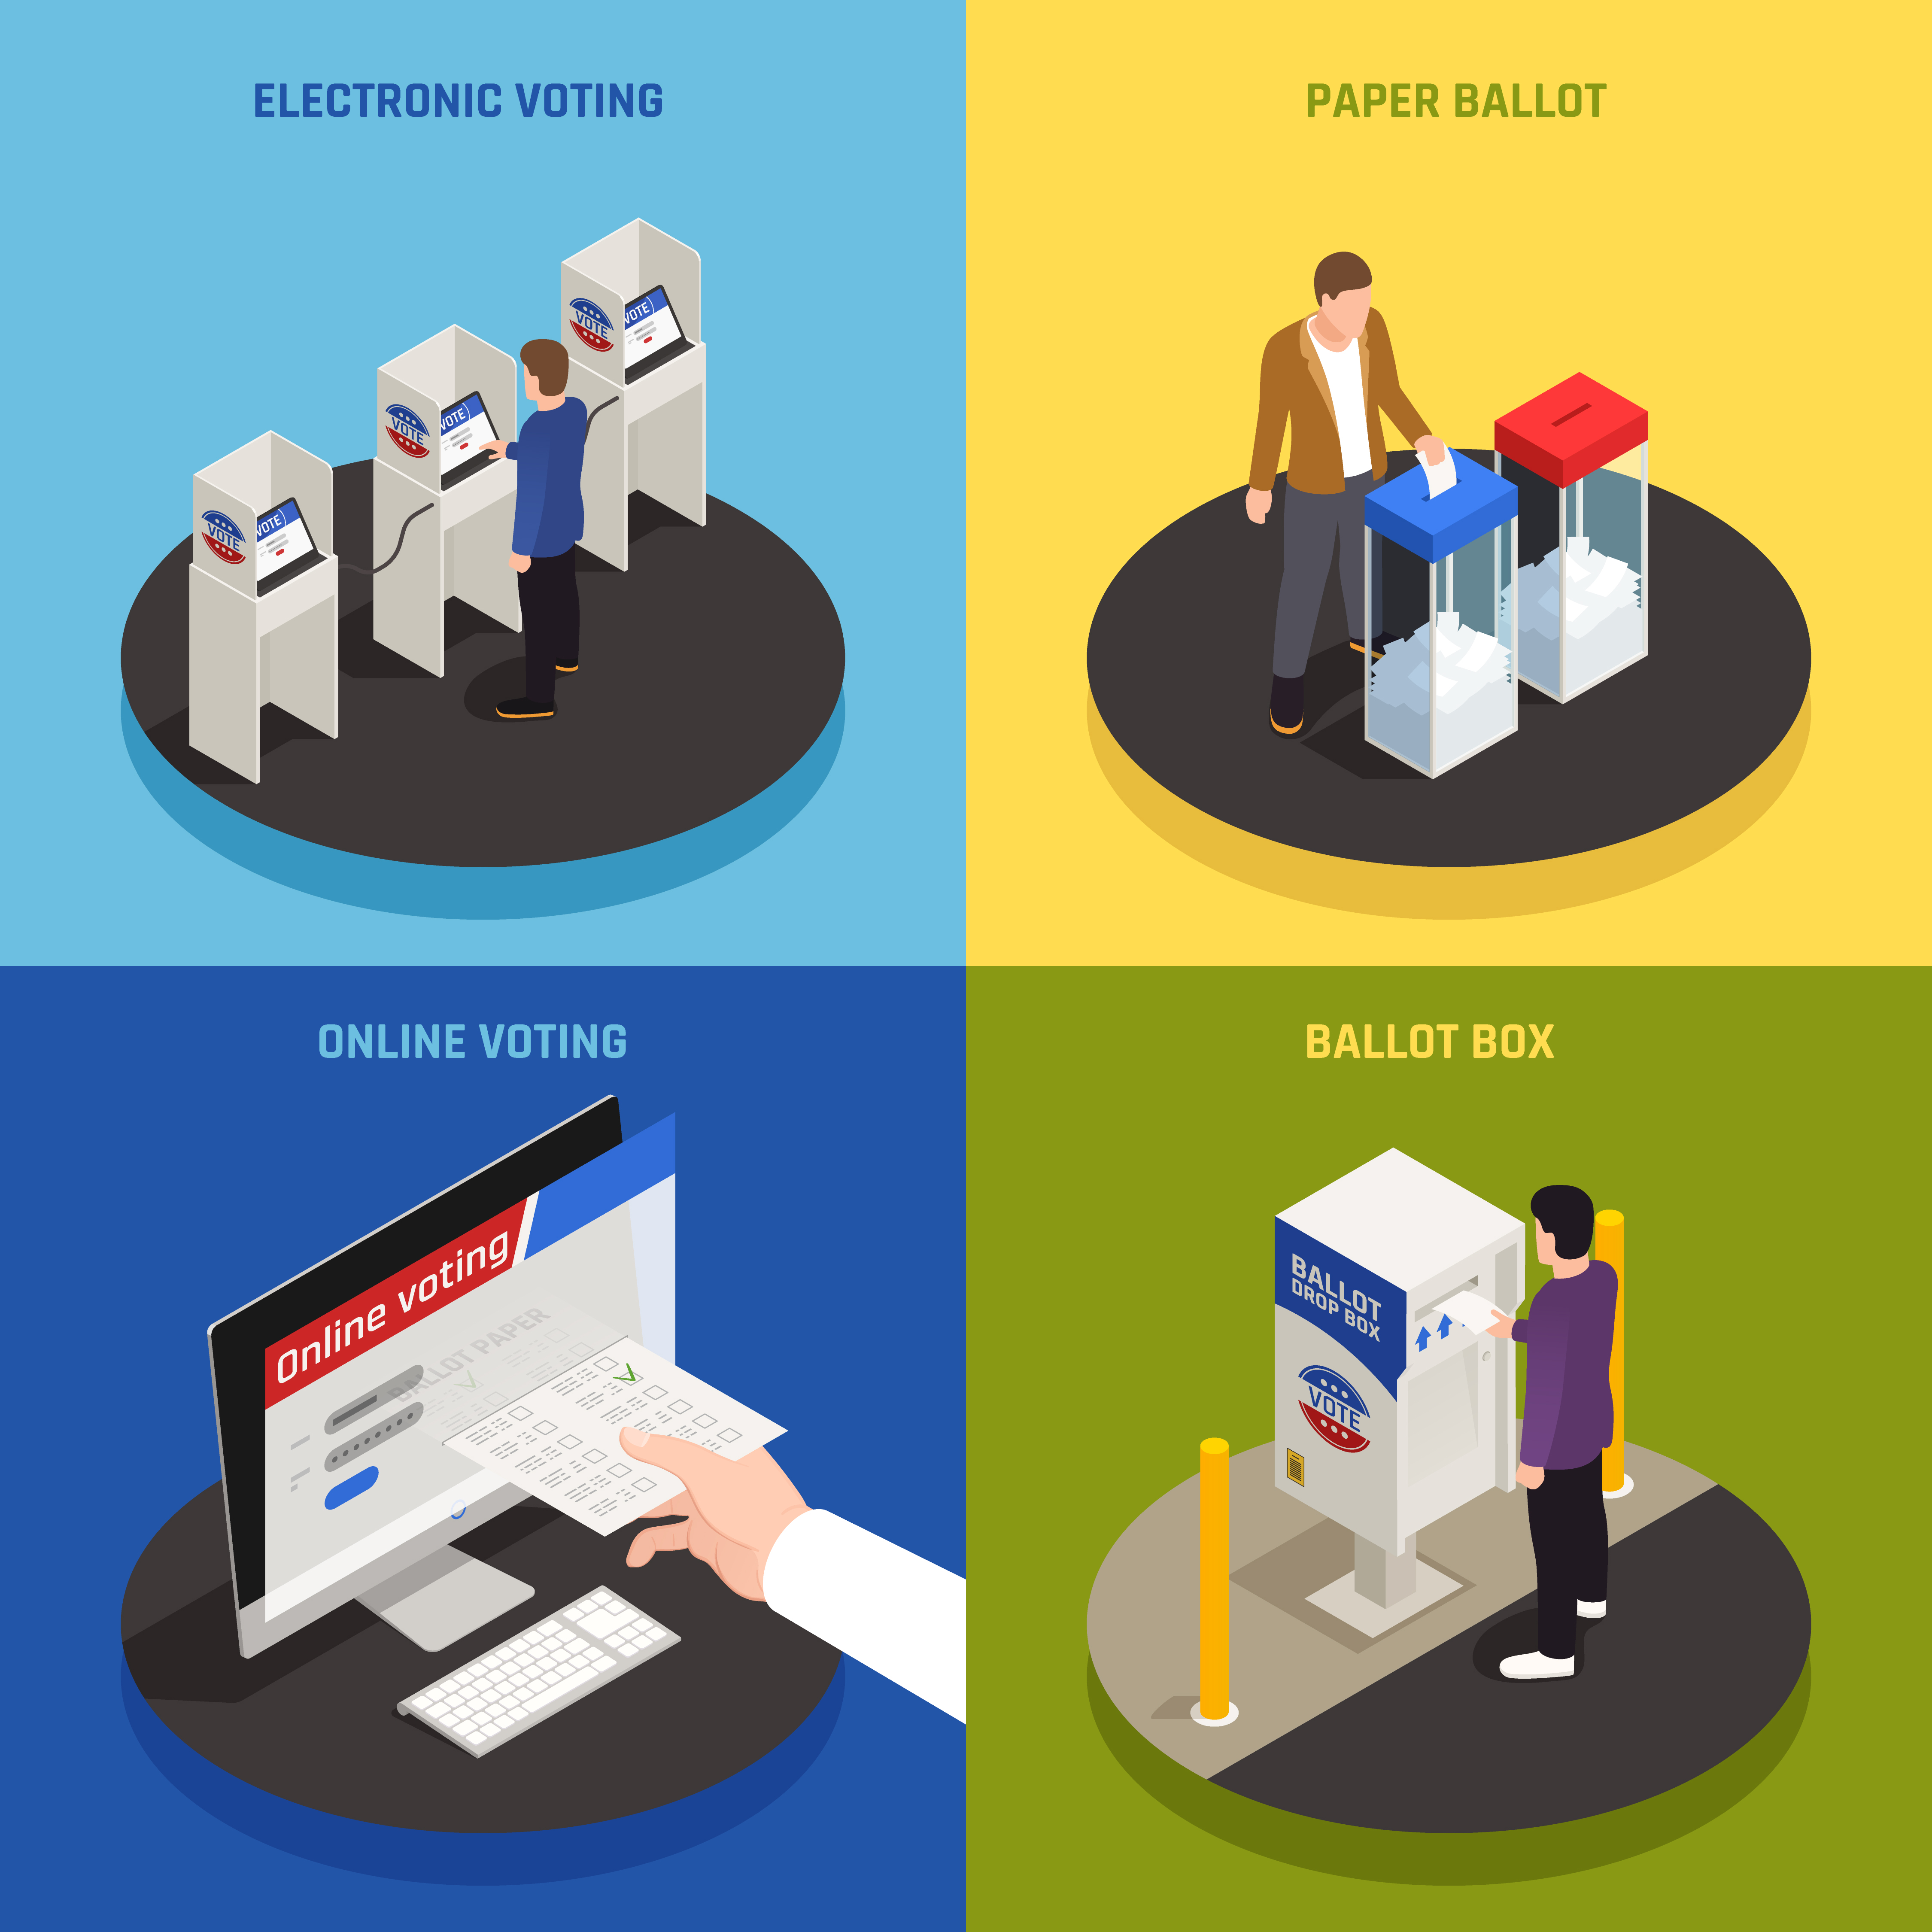 ELECTRONIC VOTING
VOTE
VOTE
VOTE
VOTE
VOTE
VOTE
PAPER BALLOT
ONLINE VOTING
Online voting
BALLOT PAPER
BALLOT BOX
BALLOT
DROP BOX
VOTE